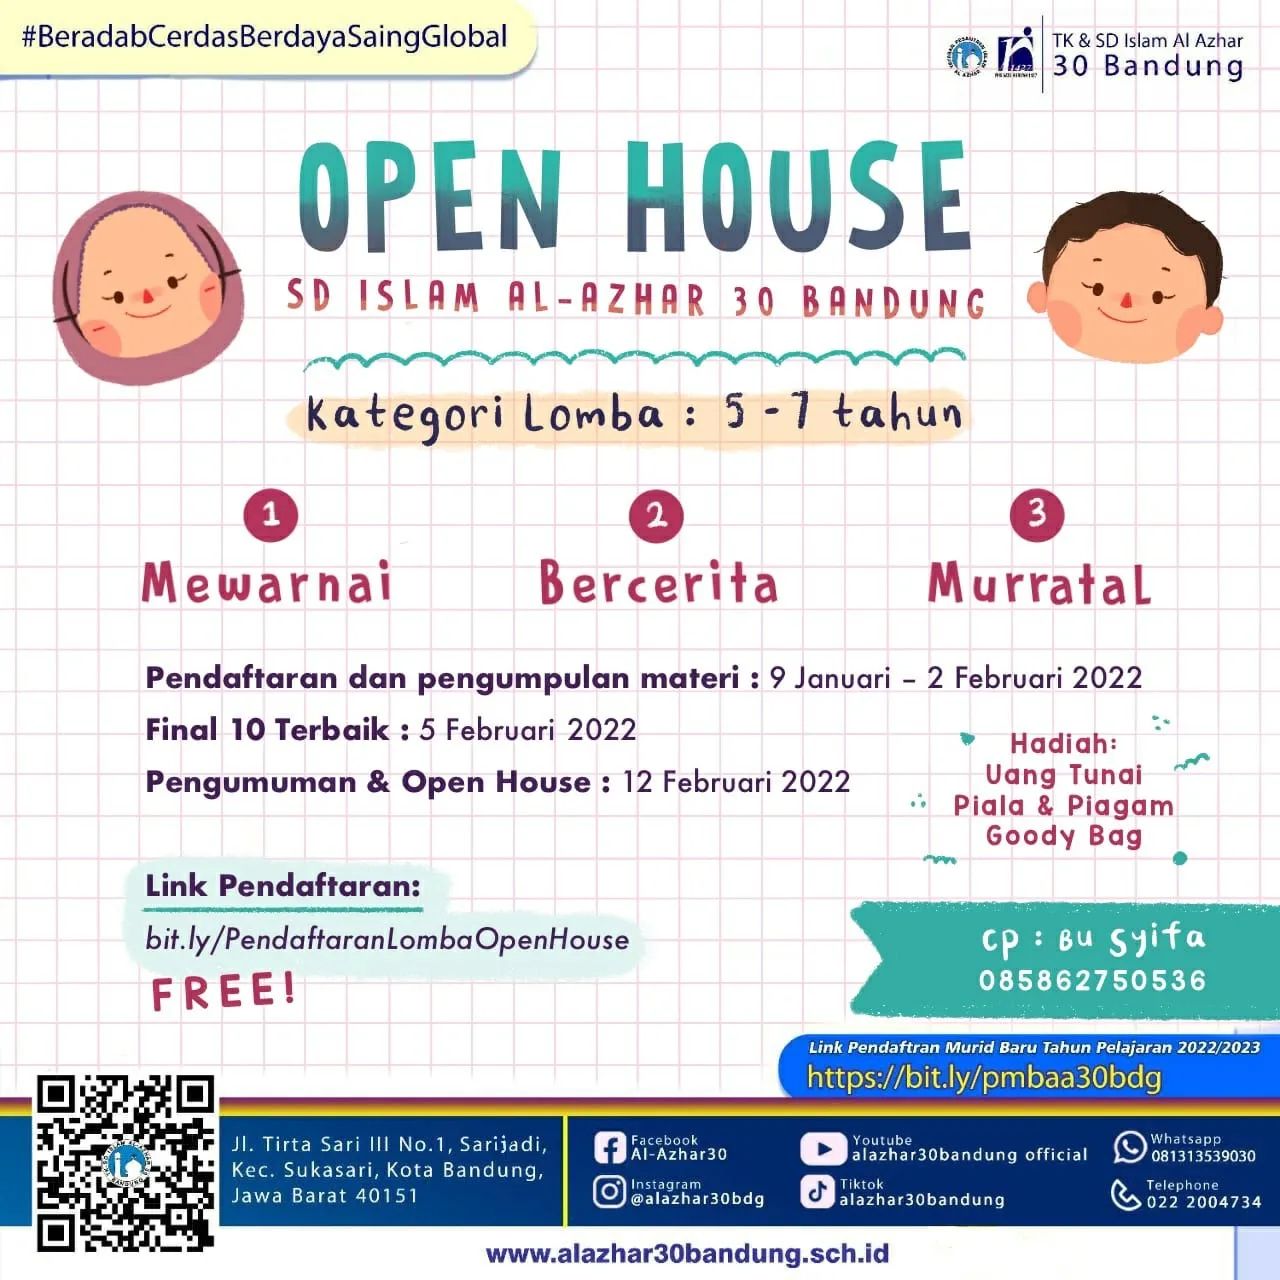 #BeradabCerdasBerdayaSaingGlobal
TK & SD Islam Al Azhar
30 Bandung
OPEN HOUSE
SD ISLAM AL-AZHAR 30 BANDUNG
Kategori Lomba : 5 - 7 tahun
1
Mewarnai
2
Bercerita
3
Murratal
Pendaftaran dan pengumpulan materi : 9 Januari – 2 Februari 2022
Final 10 Terbaik : 5 Februari 2022
Pengumuman & Open House : 12 Februari 2022
Hadiah:
Uang Tunai
Piala & Piagam
Goody Bag
Link Pendaftaran:
bit.ly/PendaftaranLombaOpenHouse
FREE!
CP : Bu Syifa
085862750536
Link Pendaftran Murid Baru Tahun Pelajaran 2022/2023
https://bit.ly/pmbaa30bdg
Jl. Tirta Sari III No.1, Sarijadi,
Kec. Sukasari, Kota Bandung,
Jawa Barat 40151
Facebook
Al-Azhar30
Instagram
@alazhar30bdg
Youtube
alazhar30bandung official
Tiktok
alazhar30bandung
Whatsapp
081313539030
Telephone
022 2004734
www.alazhar30bandung.sch.id